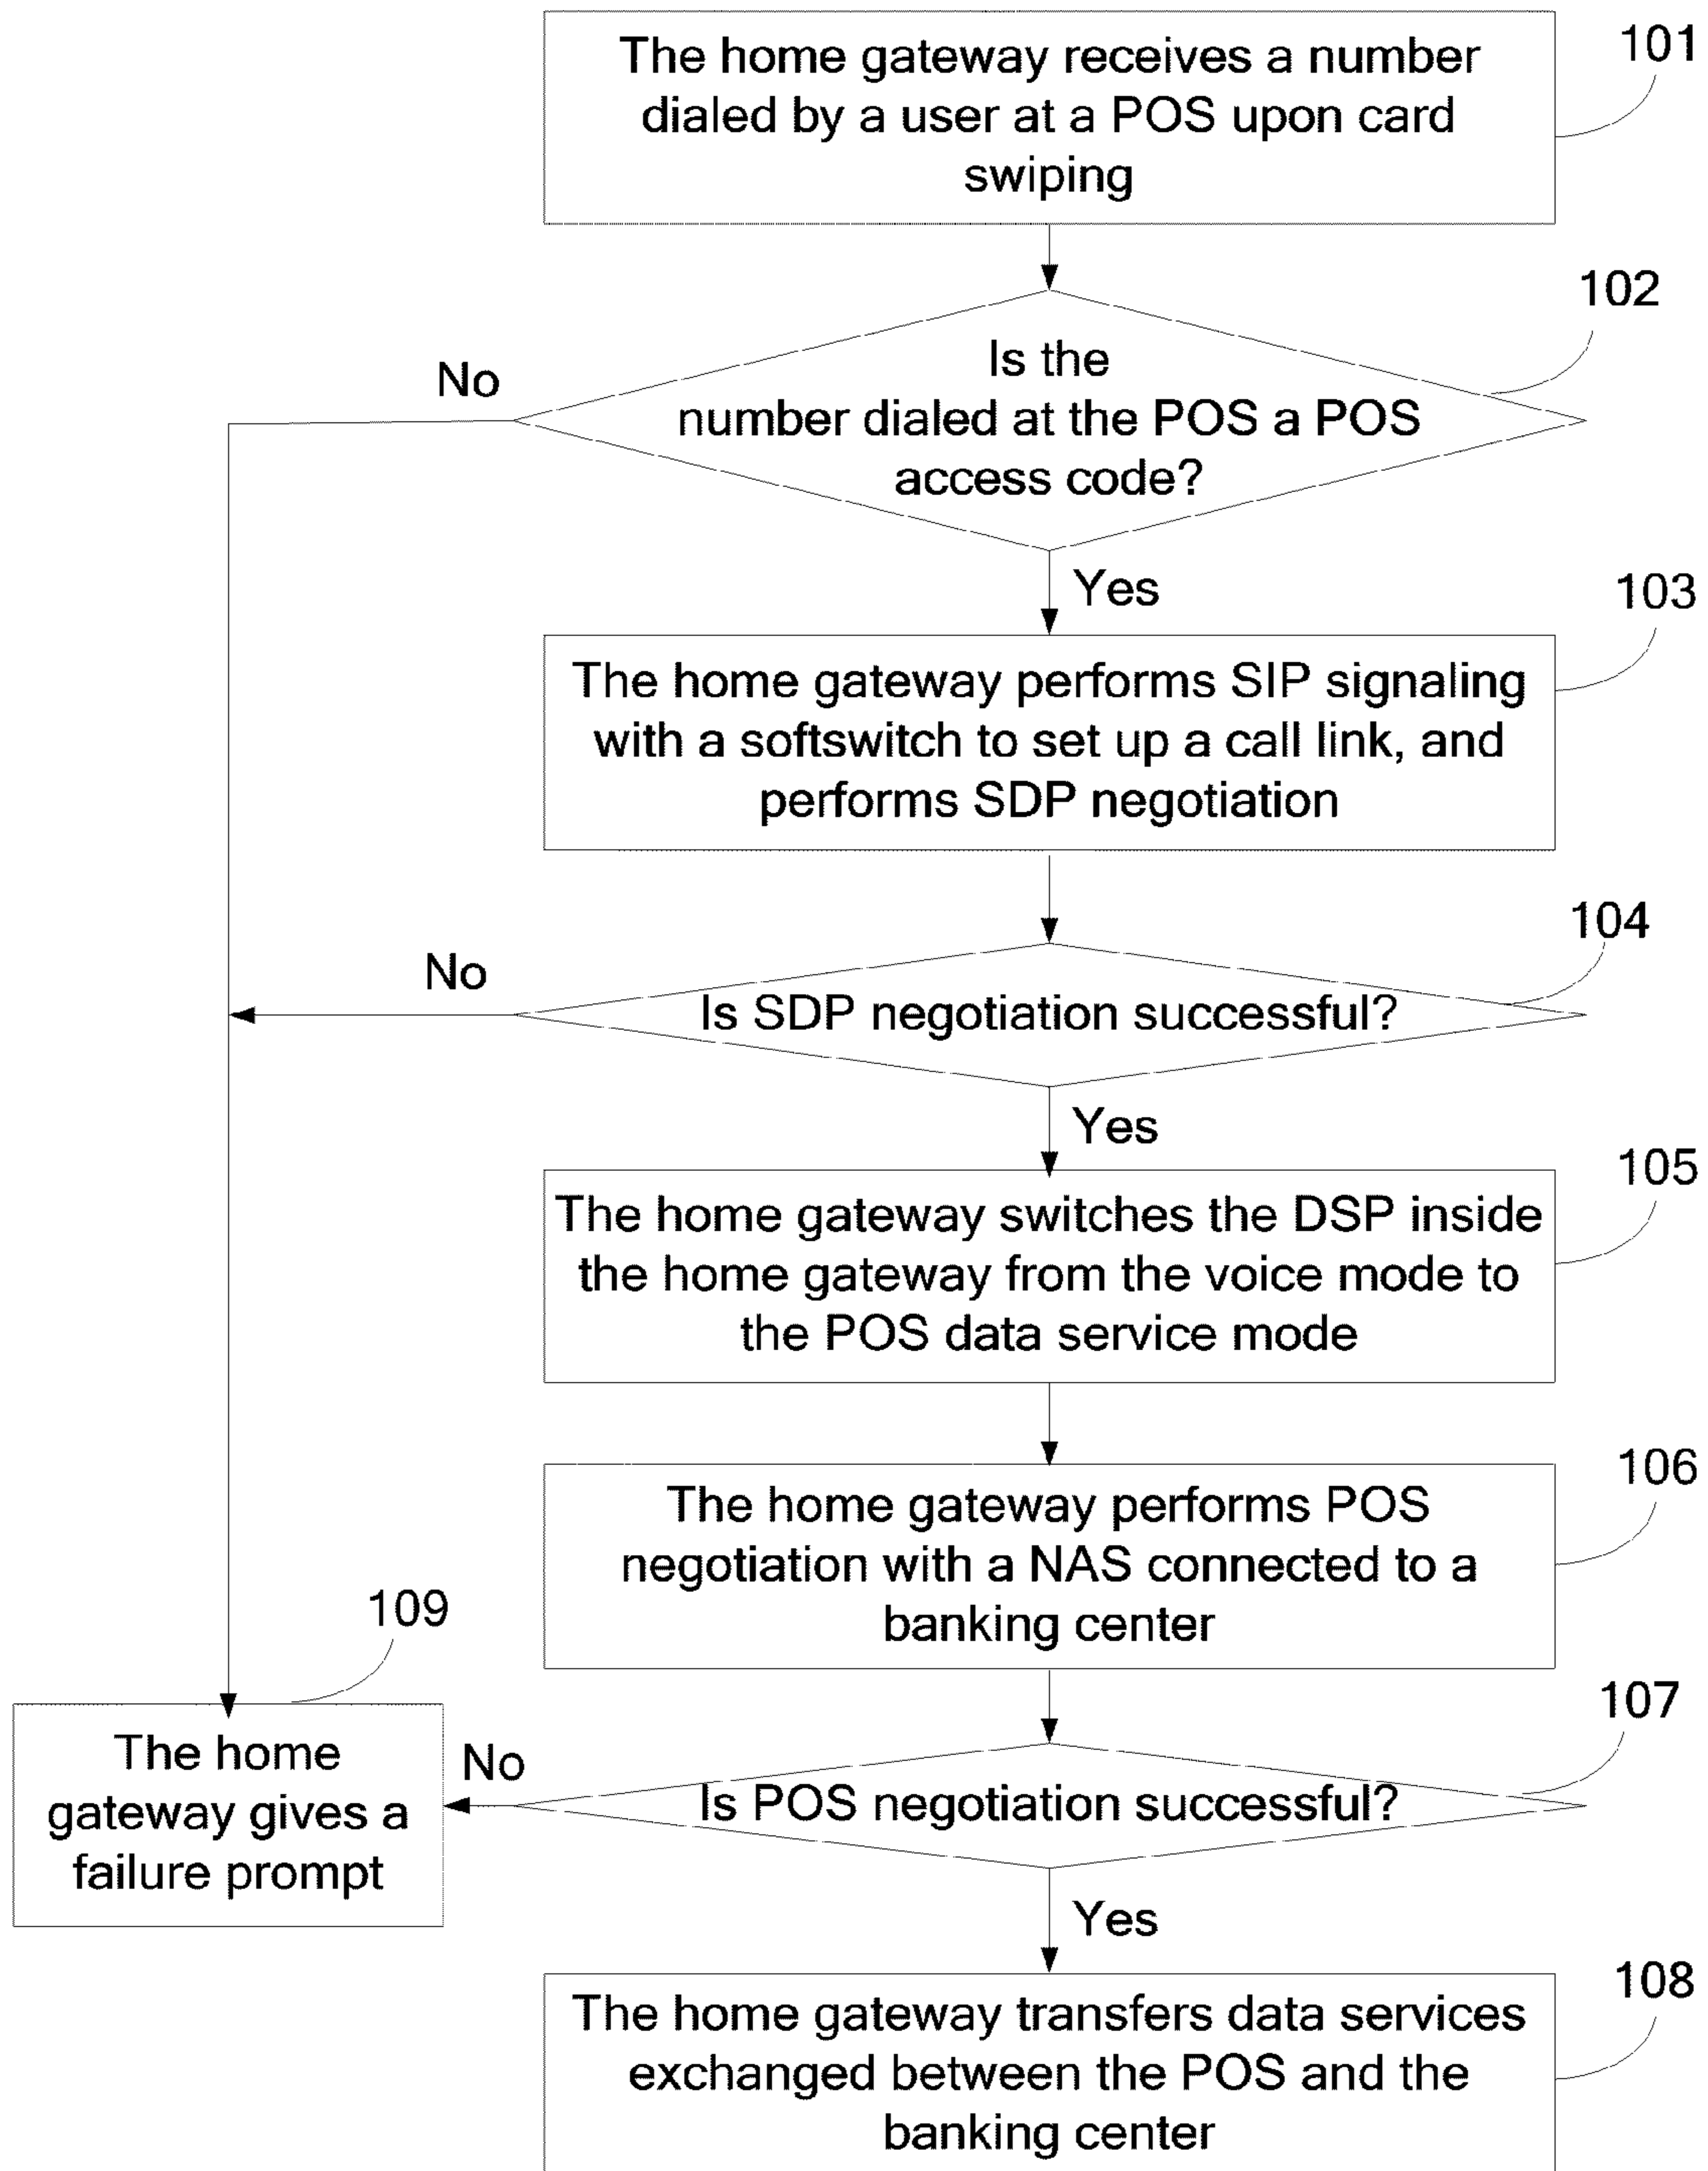 The home gateway receives a number
dialed by a user at a POS upon card
swiping
101
102
Is the
number dialed at the POS a POS
access code?
No
Yes
103
The home gateway performs SIP signaling
with a softswitch to set up a call link, and
performs SDP negotiation
104
No
Is SDP negotiation successful?
Yes
105
The home gateway switches the DSP inside
the home gateway from the voice mode to
the POS data service mode
106
The home gateway performs POS
negotiation with a NAS connected to a
banking center
109
107
The home
gateway gives a
failure prompt
No
Is POS negotiation successful?
Yes
108
The home gateway transfers data services
exchanged between the POS and the
banking center